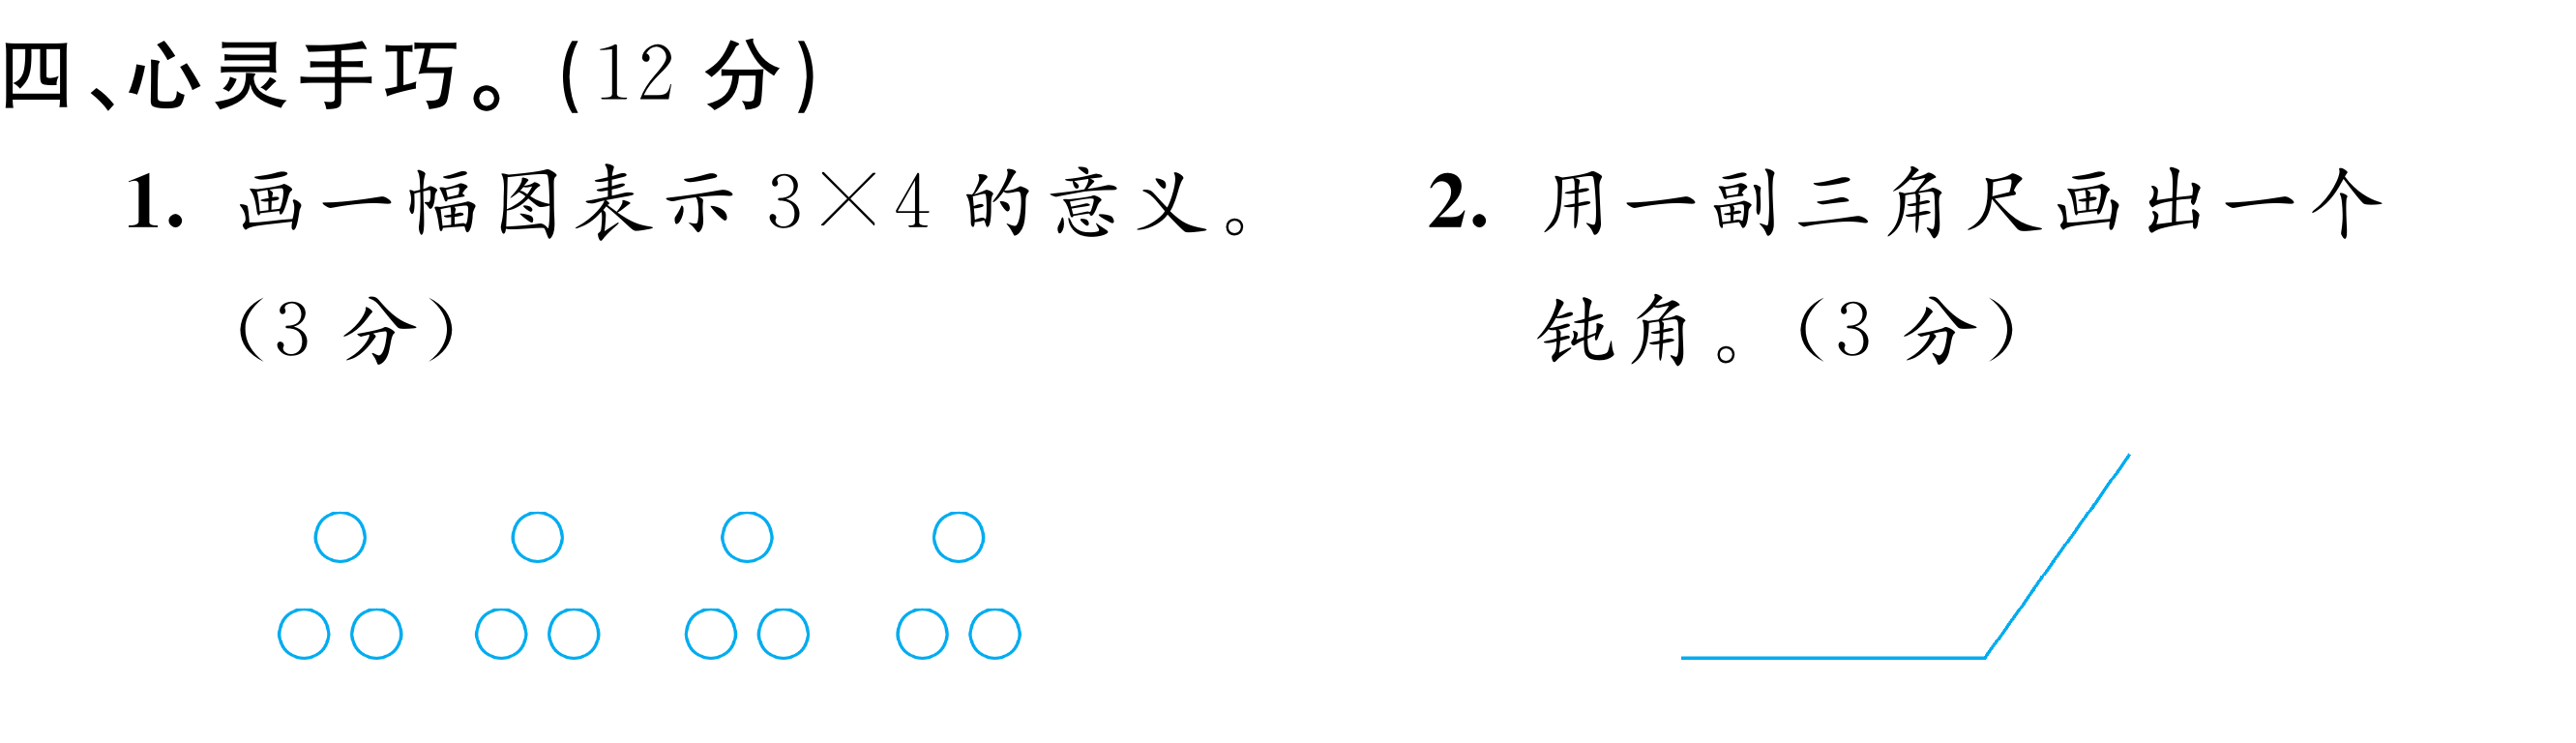 四、心灵手巧。(12 分)
1. 画一幅图表示 3×4 的意义。
（3 分）
2. 用一副三角尺画出一个
钝角。（3 分）